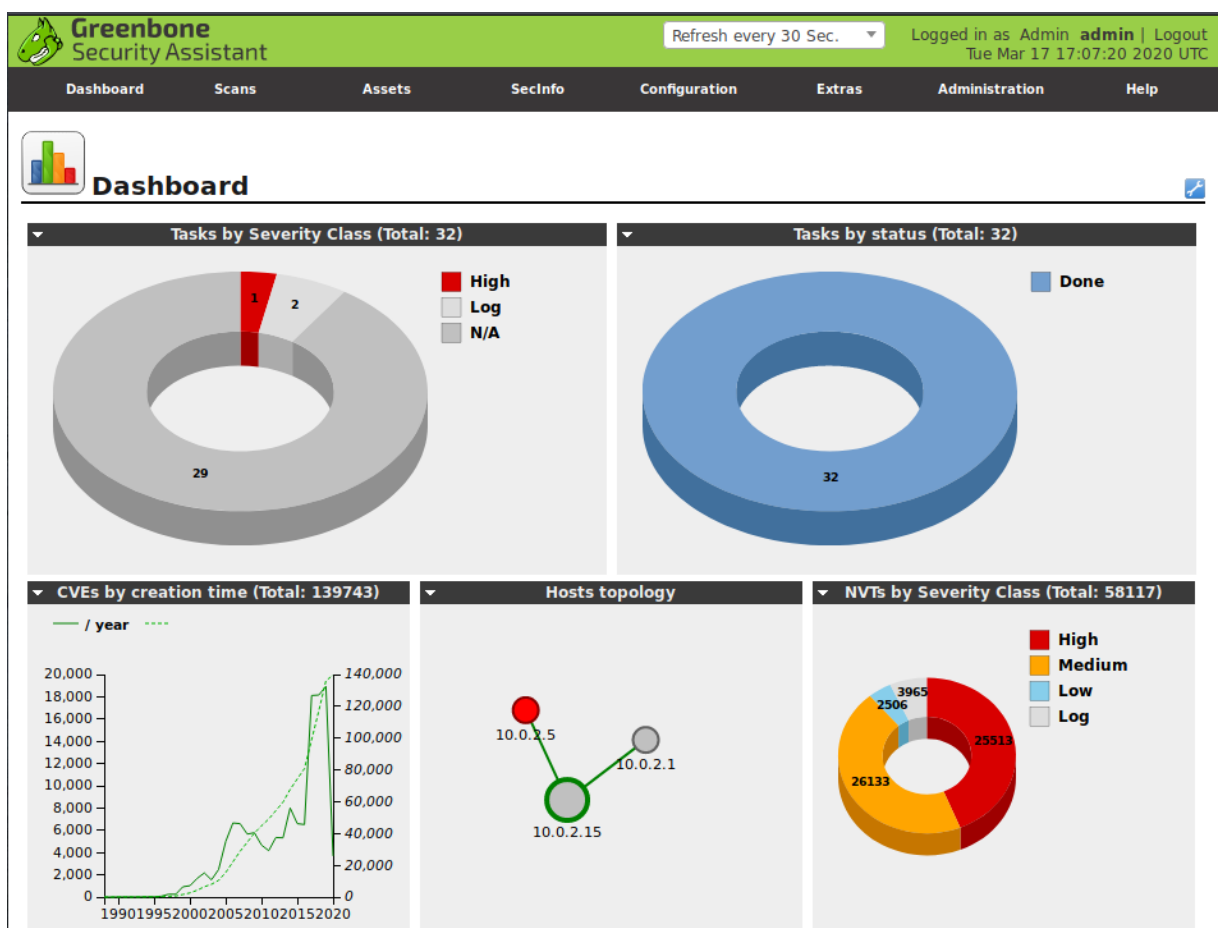 Greenbone
Security Assistant
Refresh every 30 Sec.
Logged in as Admin admin | Logout
Tue Mar 17 17:07:20 2020 UTC
Dashboard Scans Assets SecInfo Configuration Extras Administration Help
Dashboard
Tasks by Severity Class (Total: 32)
1
2
29
High
Log
N/A
Tasks by status (Total: 32)
32
Done
CVEs by creation time (Total: 139743)
/ year
20,000
18,000
16,000
14,000
12,000
10,000
8,000
6,000
4,000
2,000
0
140,000
120,000
100,000
80,000
60,000
40,000
20,000
0
1990199520002005201020152020
Hosts topology
10.0.2.5
10.0.2.1
10.0.2.15
NVTs by Severity Class (Total: 58117)
High
Medium
Low
Log
3965
2506
25513
26133